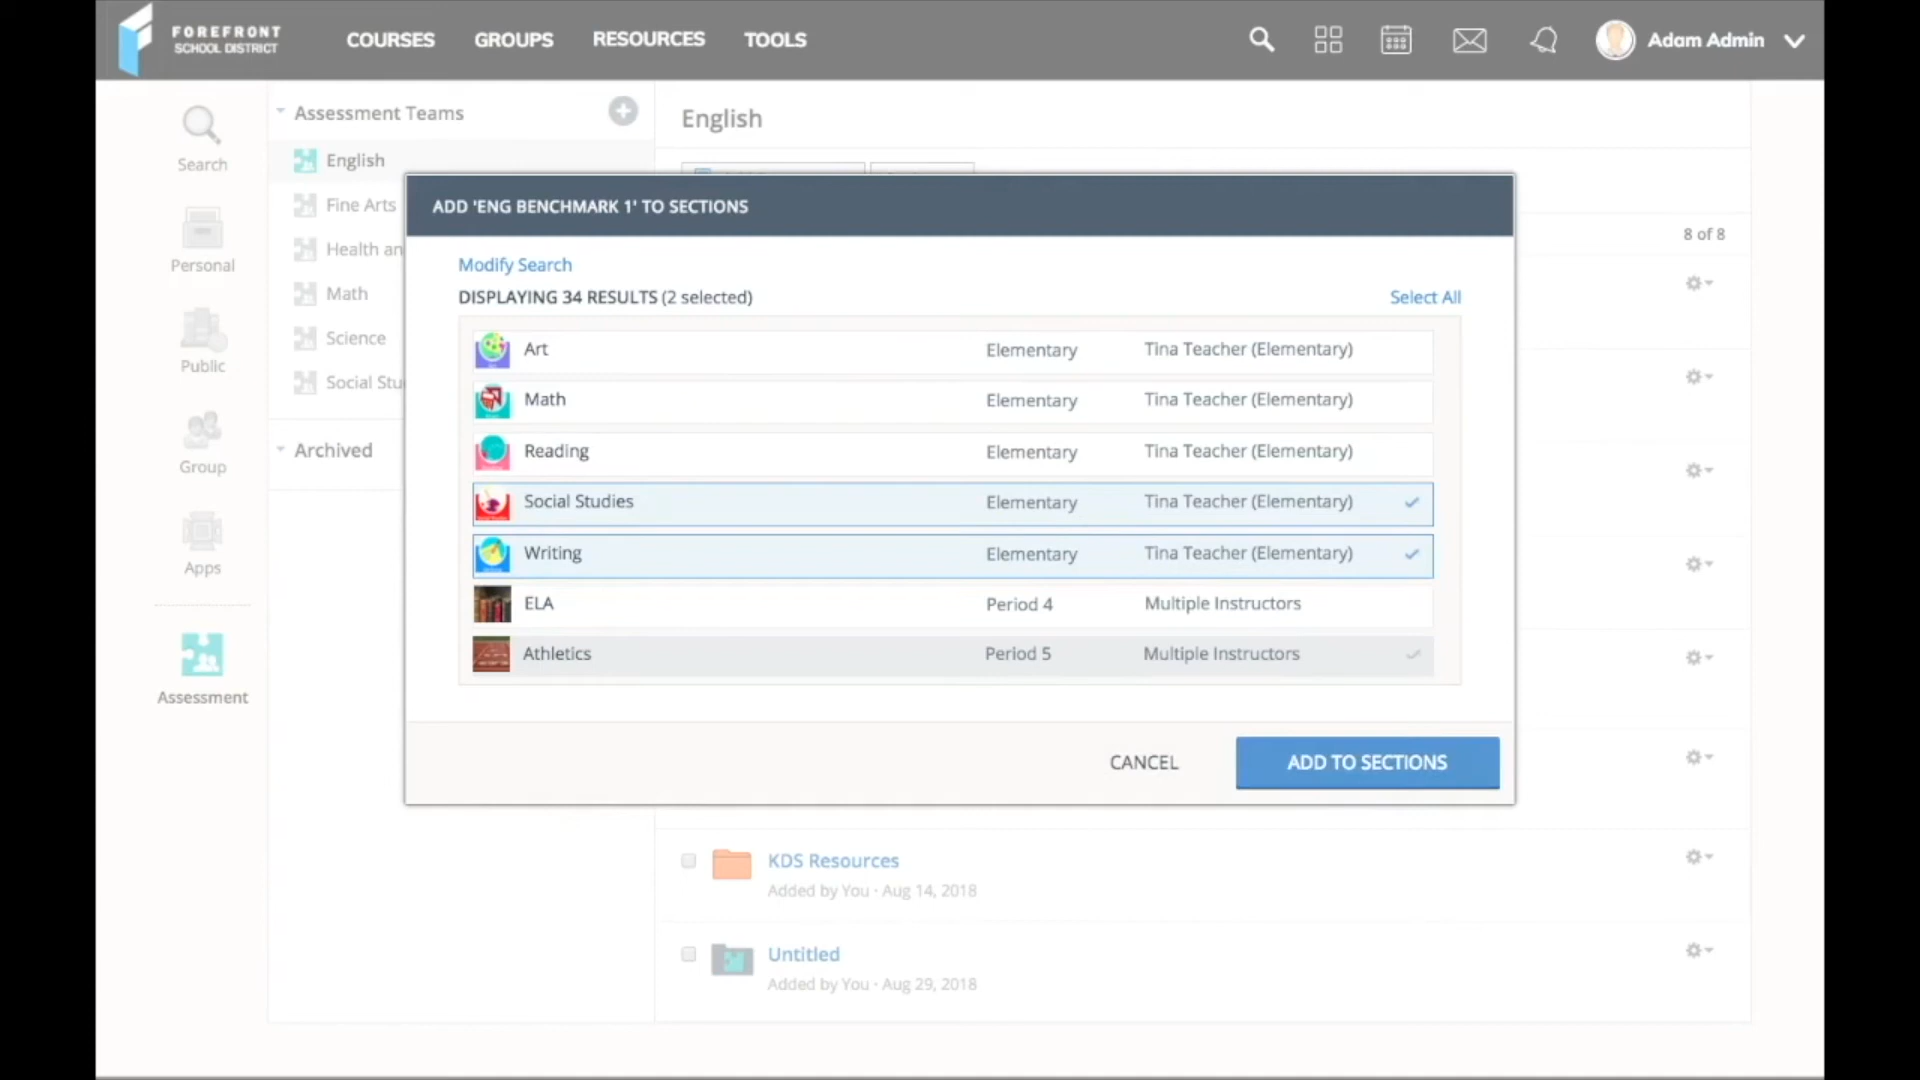 FOREFRONT
SCHOOL DISTRICT
COURSES
GROUPS
RESOURCES
TOOLS
Adam Admin
Search
Personal
Public
Group
Apps
Assessment
Assessment Teams
English
Fine Arts
Health an
Math
Science
Social Stu
Archived
English
8 of 8
ADD 'ENG BENCHMARK 1' TO SECTIONS
Modify Search
DISPLAYING 34 RESULTS (2 selected)
Select All
Art Elementary Tina Teacher (Elementary)
Math Elementary Tina Teacher (Elementary)
Reading Elementary Tina Teacher (Elementary)
Social Studies Elementary Tina Teacher (Elementary)
Writing Elementary Tina Teacher (Elementary)
ELA Period 4 Multiple Instructors
Athletics Period 5 Multiple Instructors
CANCEL
ADD TO SECTIONS
KDS Resources
Added by You · Aug 14, 2018
Untitled
Added by You · Aug 29, 2018